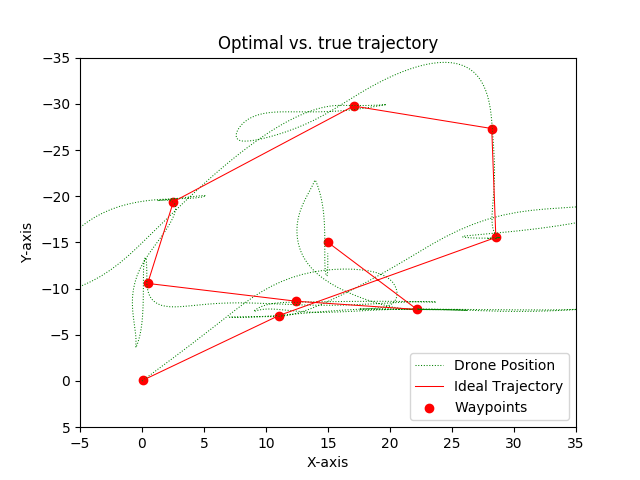 Optimal vs. true trajectory
−35
−30
−25
−20
−15
−10
−5
0
5
Y-axis
−5 0 5 10 15 20 25 30 35
X-axis
Drone Position
Ideal Trajectory
Waypoints